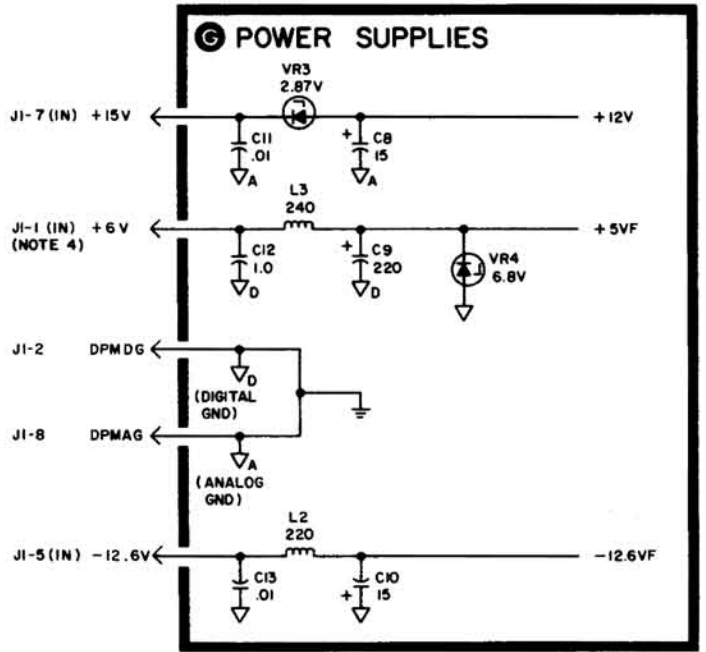 G POWER SUPPLIES
VR3
2.87V
J1-7 (IN) +15V
+12V
C11
.01
A
+ C8
15
A
L3
240
J1-1 (IN) +6V
(NOTE 4)
+5VF
C12
1.0
D
+ C9
220
D
VR4
6.8V
J1-2 DPMDG
D
(DIGITAL
GND)
J1-8 DPMAG
A
(ANALOG
GND)
L2
220
J1-5 (IN) -12.6V
-12.6VF
C13
.01
C10
+ 15